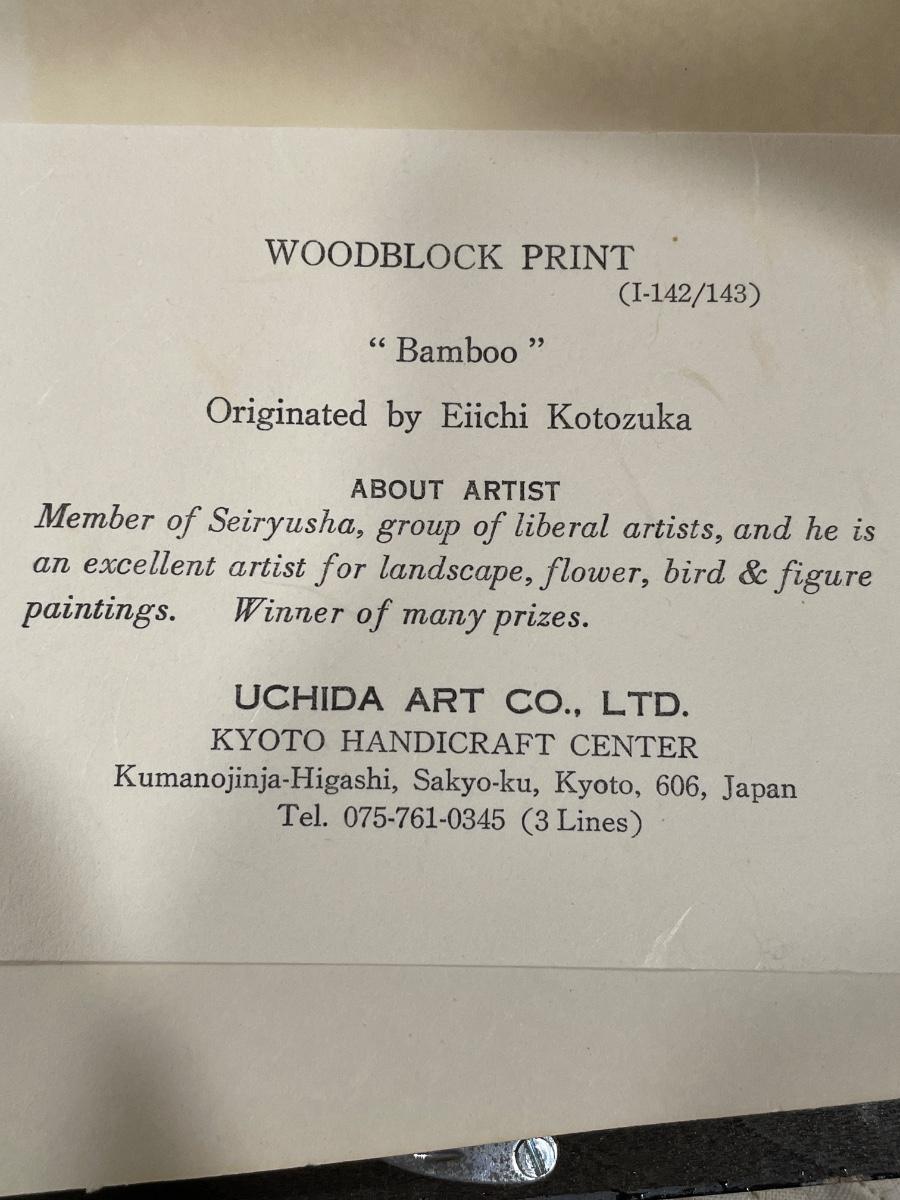 WOODBLOCK PRINT
(I-142/143)
“ Bamboo ”
Originated by Eiichi Kotozuka
ABOUT ARTIST
Member of Seiryusha, group of liberal artists, and he is
an excellent artist for landscape, flower, bird & figure
paintings. Winner of many prizes.
UCHIDA ART CO., LTD.
KYOTO HANDICRAFT CENTER
Kumanojinja-Higashi, Sakyo-ku, Kyoto, 606, Japan
Tel. 075-761-0345 (3 Lines)